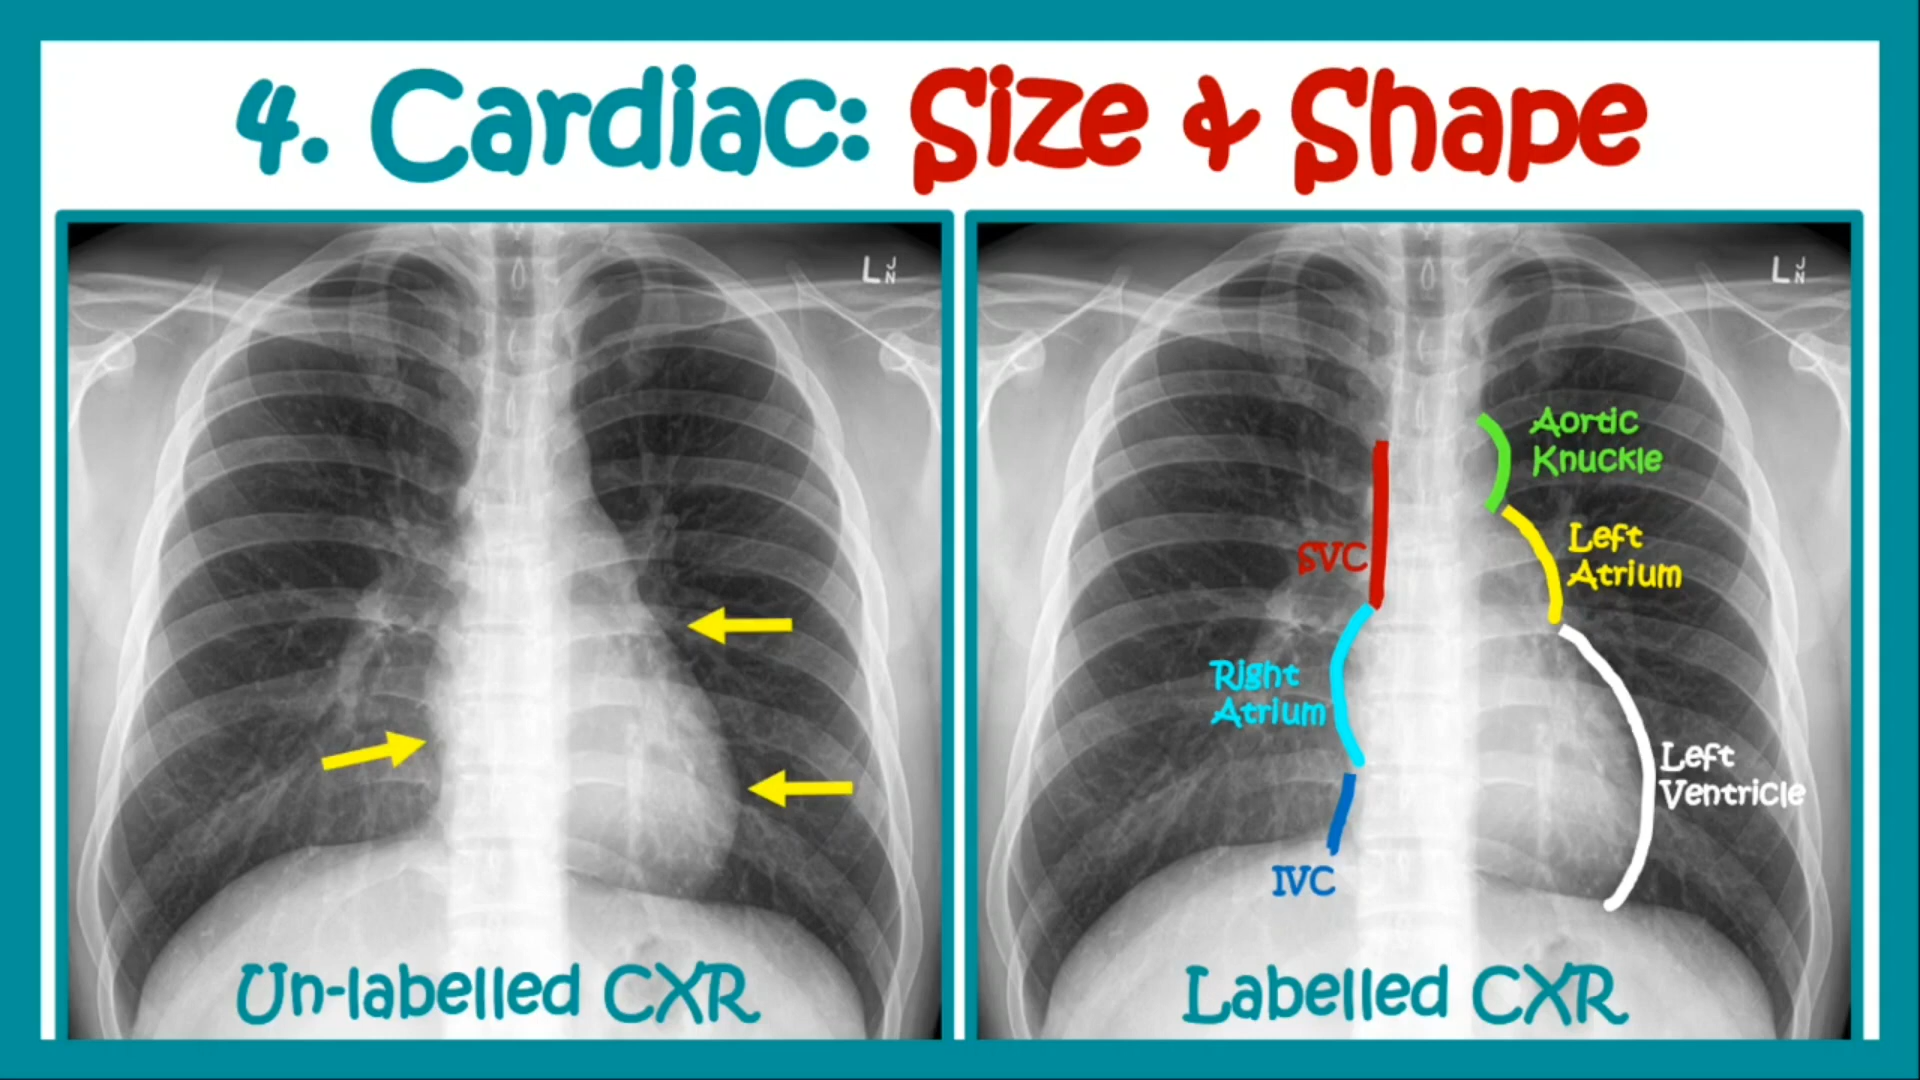 4. Cardiac: Size & Shape
L J N
Un-labelled CXR
L J N
Aortic
Knuckle
Left
Atrium
SVC
Right
Atrium
Left
Ventricle
IVC
Labelled CXR